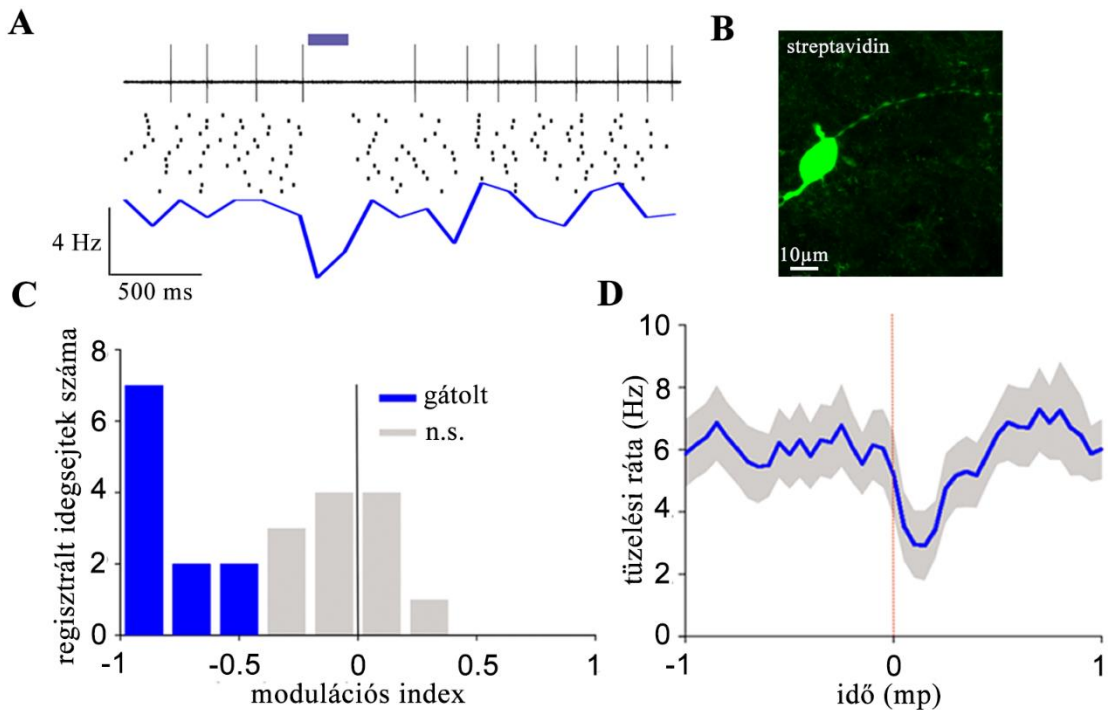 A
4 Hz
500 ms
B
streptavidin
10µm
C
regisztrált idegsejtek száma
8
6
4
2
0
-1
-0.5
0
0.5
1
modulációs index
gátolt
n.s.
D
tüzelési ráta (Hz)
10
8
6
4
2
0
-1
0
1
idő (mp)